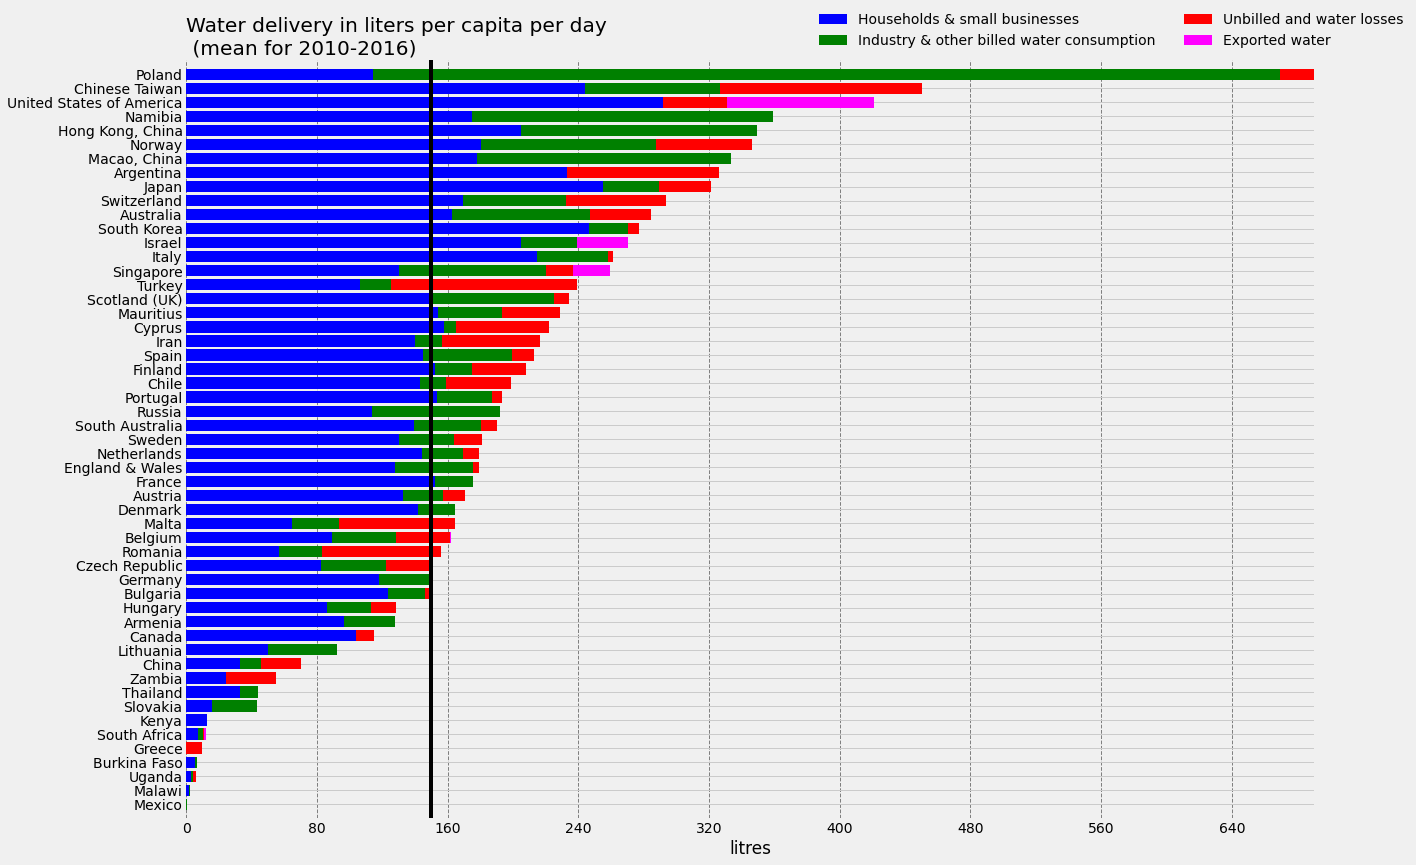 Water delivery in liters per capita per day
(mean for 2010-2016)
Households & small businesses
Industry & other billed water consumption
Unbilled and water losses
Exported water
Poland
Chinese Taiwan
United States of America
Namibia
Hong Kong, China
Norway
Macao, China
Argentina
Japan
Switzerland
Australia
South Korea
Israel
Italy
Singapore
Turkey
Scotland (UK)
Mauritius
Cyprus
Iran
Spain
Finland
Chile
Portugal
Russia
South Australia
Sweden
Netherlands
England & Wales
France
Austria
Denmark
Malta
Belgium
Romania
Czech Republic
Germany
Bulgaria
Hungary
Armenia
Canada
Lithuania
China
Zambia
Thailand
Slovakia
Kenya
South Africa
Greece
Burkina Faso
Uganda
Malawi
Mexico
0 80 160 240 320 400 480 560 640
litres